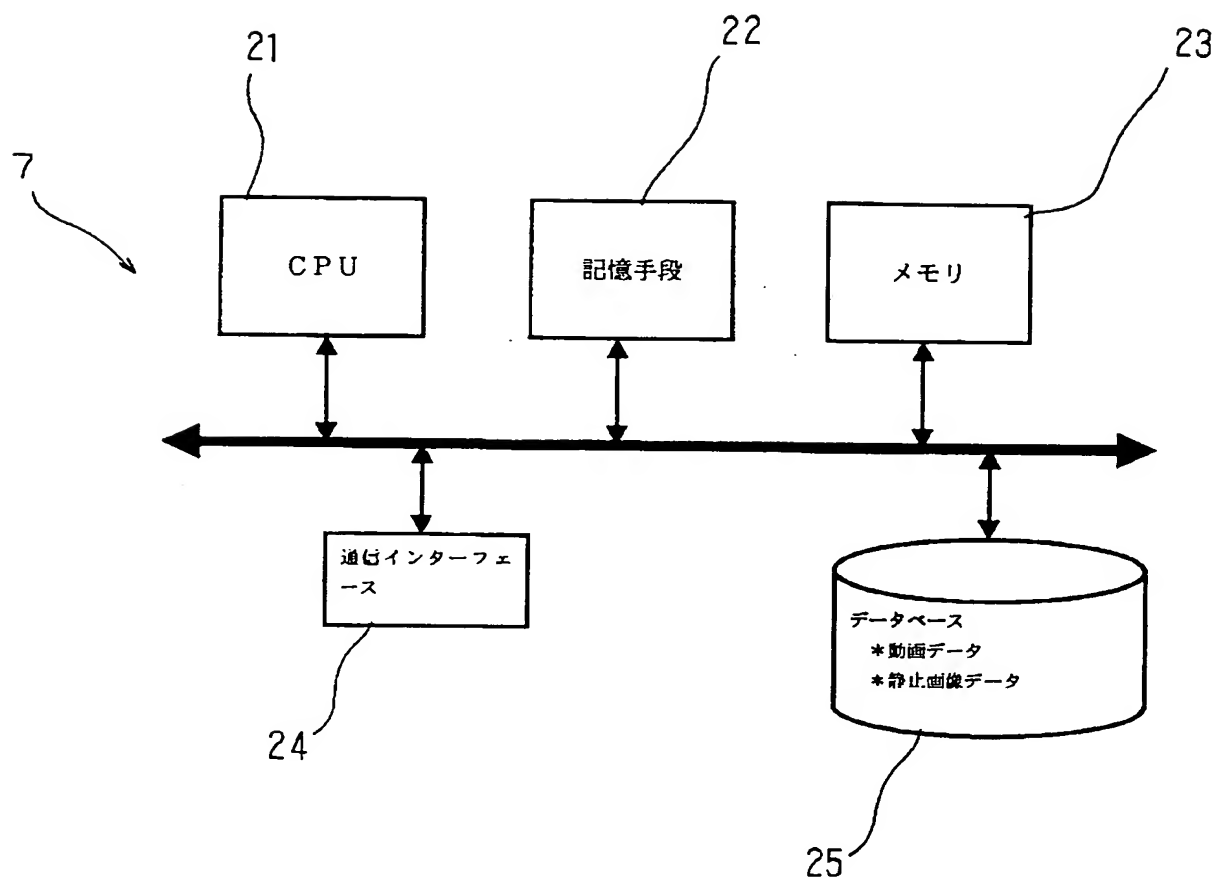 21
22
23
7
CPU
記憶手段
メモリ
通信インターフェ
ース
データベース
*動画データ
*静止画像データ
24
25